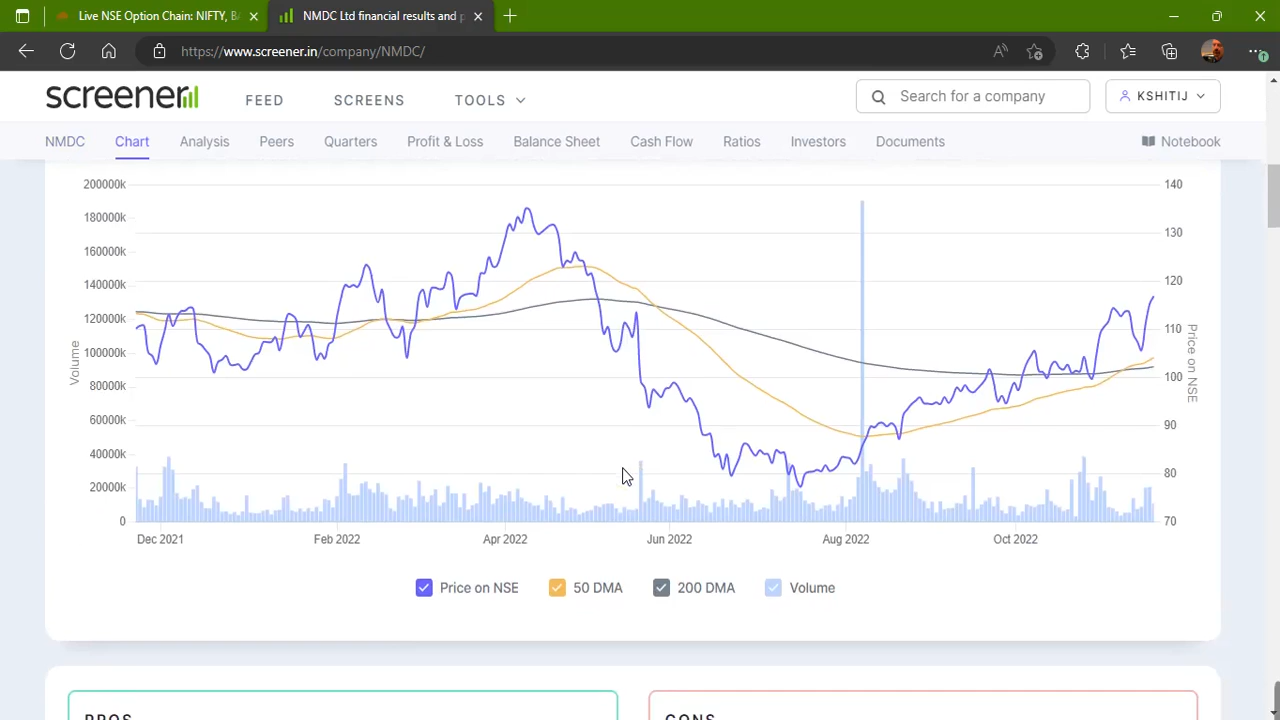 Live NSE Option Chain: NIFTY, BA
NMDC Ltd financial results and p
https://www.screener.in/company/NMDC/
screener
FEED
SCREENS
TOOLS
Search for a company
KSHITIJ
NMDC
Chart
Analysis
Peers
Quarters
Profit & Loss
Balance Sheet
Cash Flow
Ratios
Investors
Documents
Notebook
200000k
180000k
160000k
140000k
120000k
100000k
80000k
60000k
40000k
20000k
0
Volume
140
130
120
110
100
90
80
70
Price on NSE
Dec 2021
Feb 2022
Apr 2022
Jun 2022
Aug 2022
Oct 2022
Price on NSE
50 DMA
200 DMA
Volume
PROS
CONS